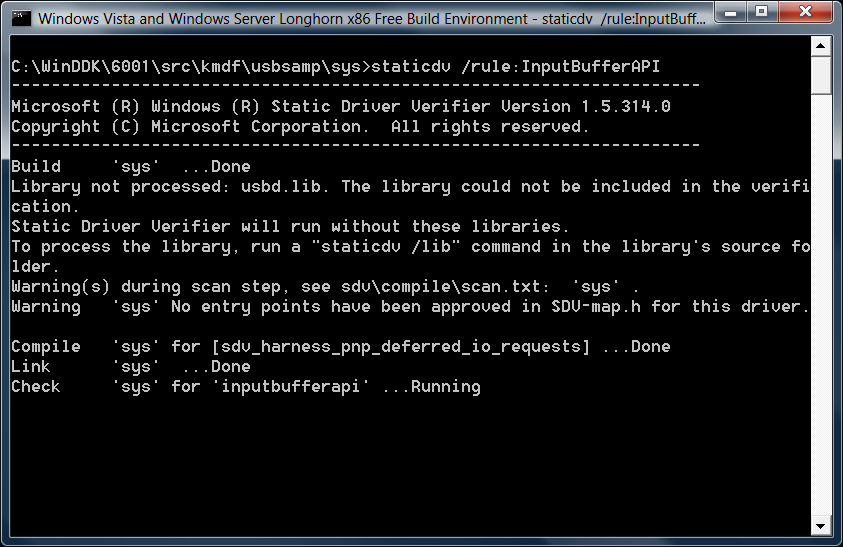 Windows Vista and Windows Server Longhorn x86 Free Build Environment - staticdv /rule:InputBuff...
C:\WinDDK\6001\src\kmdf\usbsamp\sys>staticdv /rule:InputBufferAPI
----------------------------------------------------------------------
Microsoft (R) Windows (R) Static Driver Verifier Version 1.5.314.0
Copyright (C) Microsoft Corporation.  All rights reserved.
----------------------------------------------------------------------
Build     'sys'  ...Done
Library not processed: usbd.lib. The library could not be included in the verifi
cation.
Static Driver Verifier will run without these libraries.
To process the library, run a "staticdv /lib" command in the library's source fo
lder.
Warning(s) during scan step, see sdv\compile\scan.txt:  'sys' .
Warning   'sys' No entry points have been approved in SDV-map.h for this driver.
Compile   'sys' for [sdv_harness_pnp_deferred_io_requests] ...Done
Link      'sys'  ...Done
Check     'sys' for 'inputbufferapi' ...Running